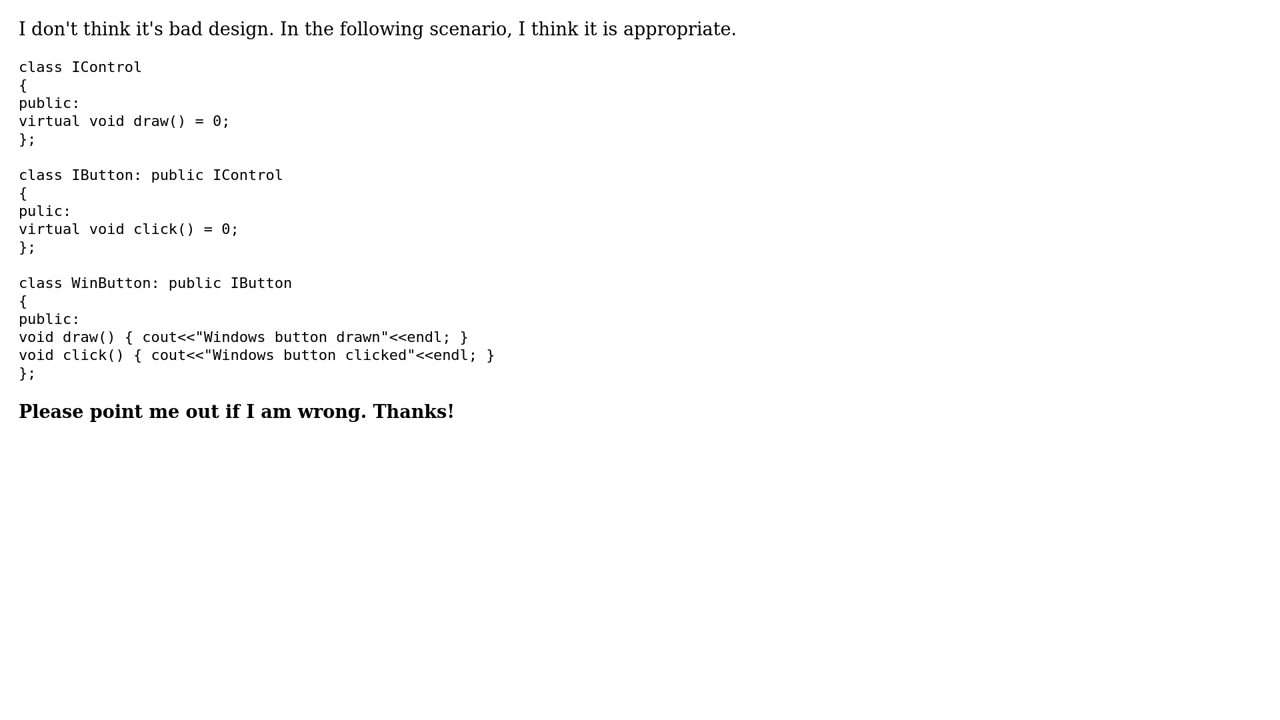 I don't think it's bad design. In the following scenario, I think it is appropriate.
class IControl
{
public:
virtual void draw() = 0;
};
class IButton: public IControl
{
pulic:
virtual void click() = 0;
};
class WinButton: public IButton
{
public:
void draw() { cout<<"Windows button drawn"<<endl; }
void click() { cout<<"Windows button clicked"<<endl; }
};
Please point me out if I am wrong. Thanks!